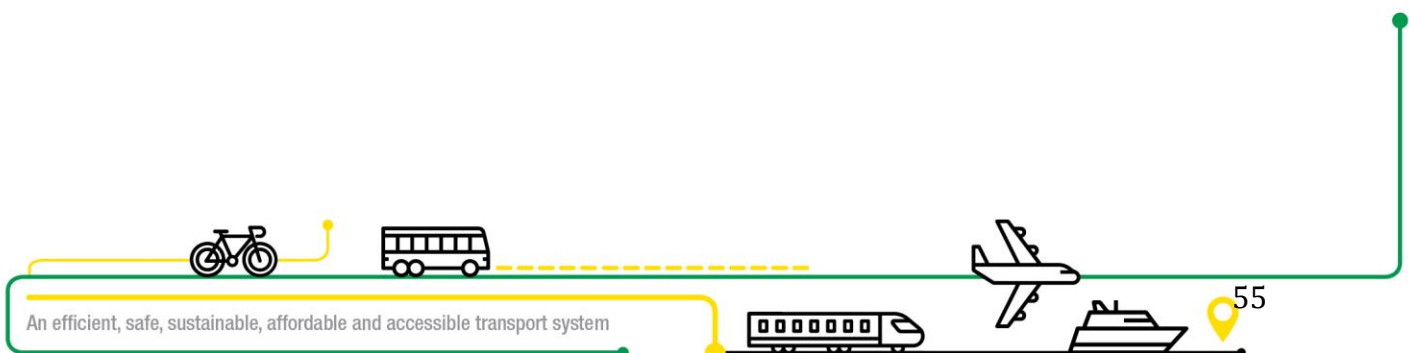 55
An efficient, safe, sustainable, affordable and accessible transport system